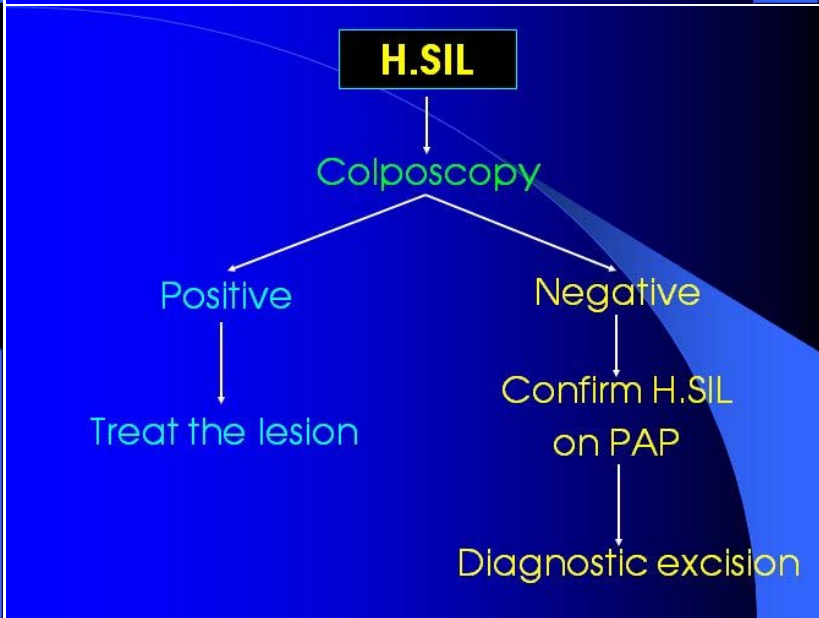 H.SIL
Colposcopy
Positive
Negative
Treat the lesion
Confirm H.SIL
on PAP
Diagnostic excision